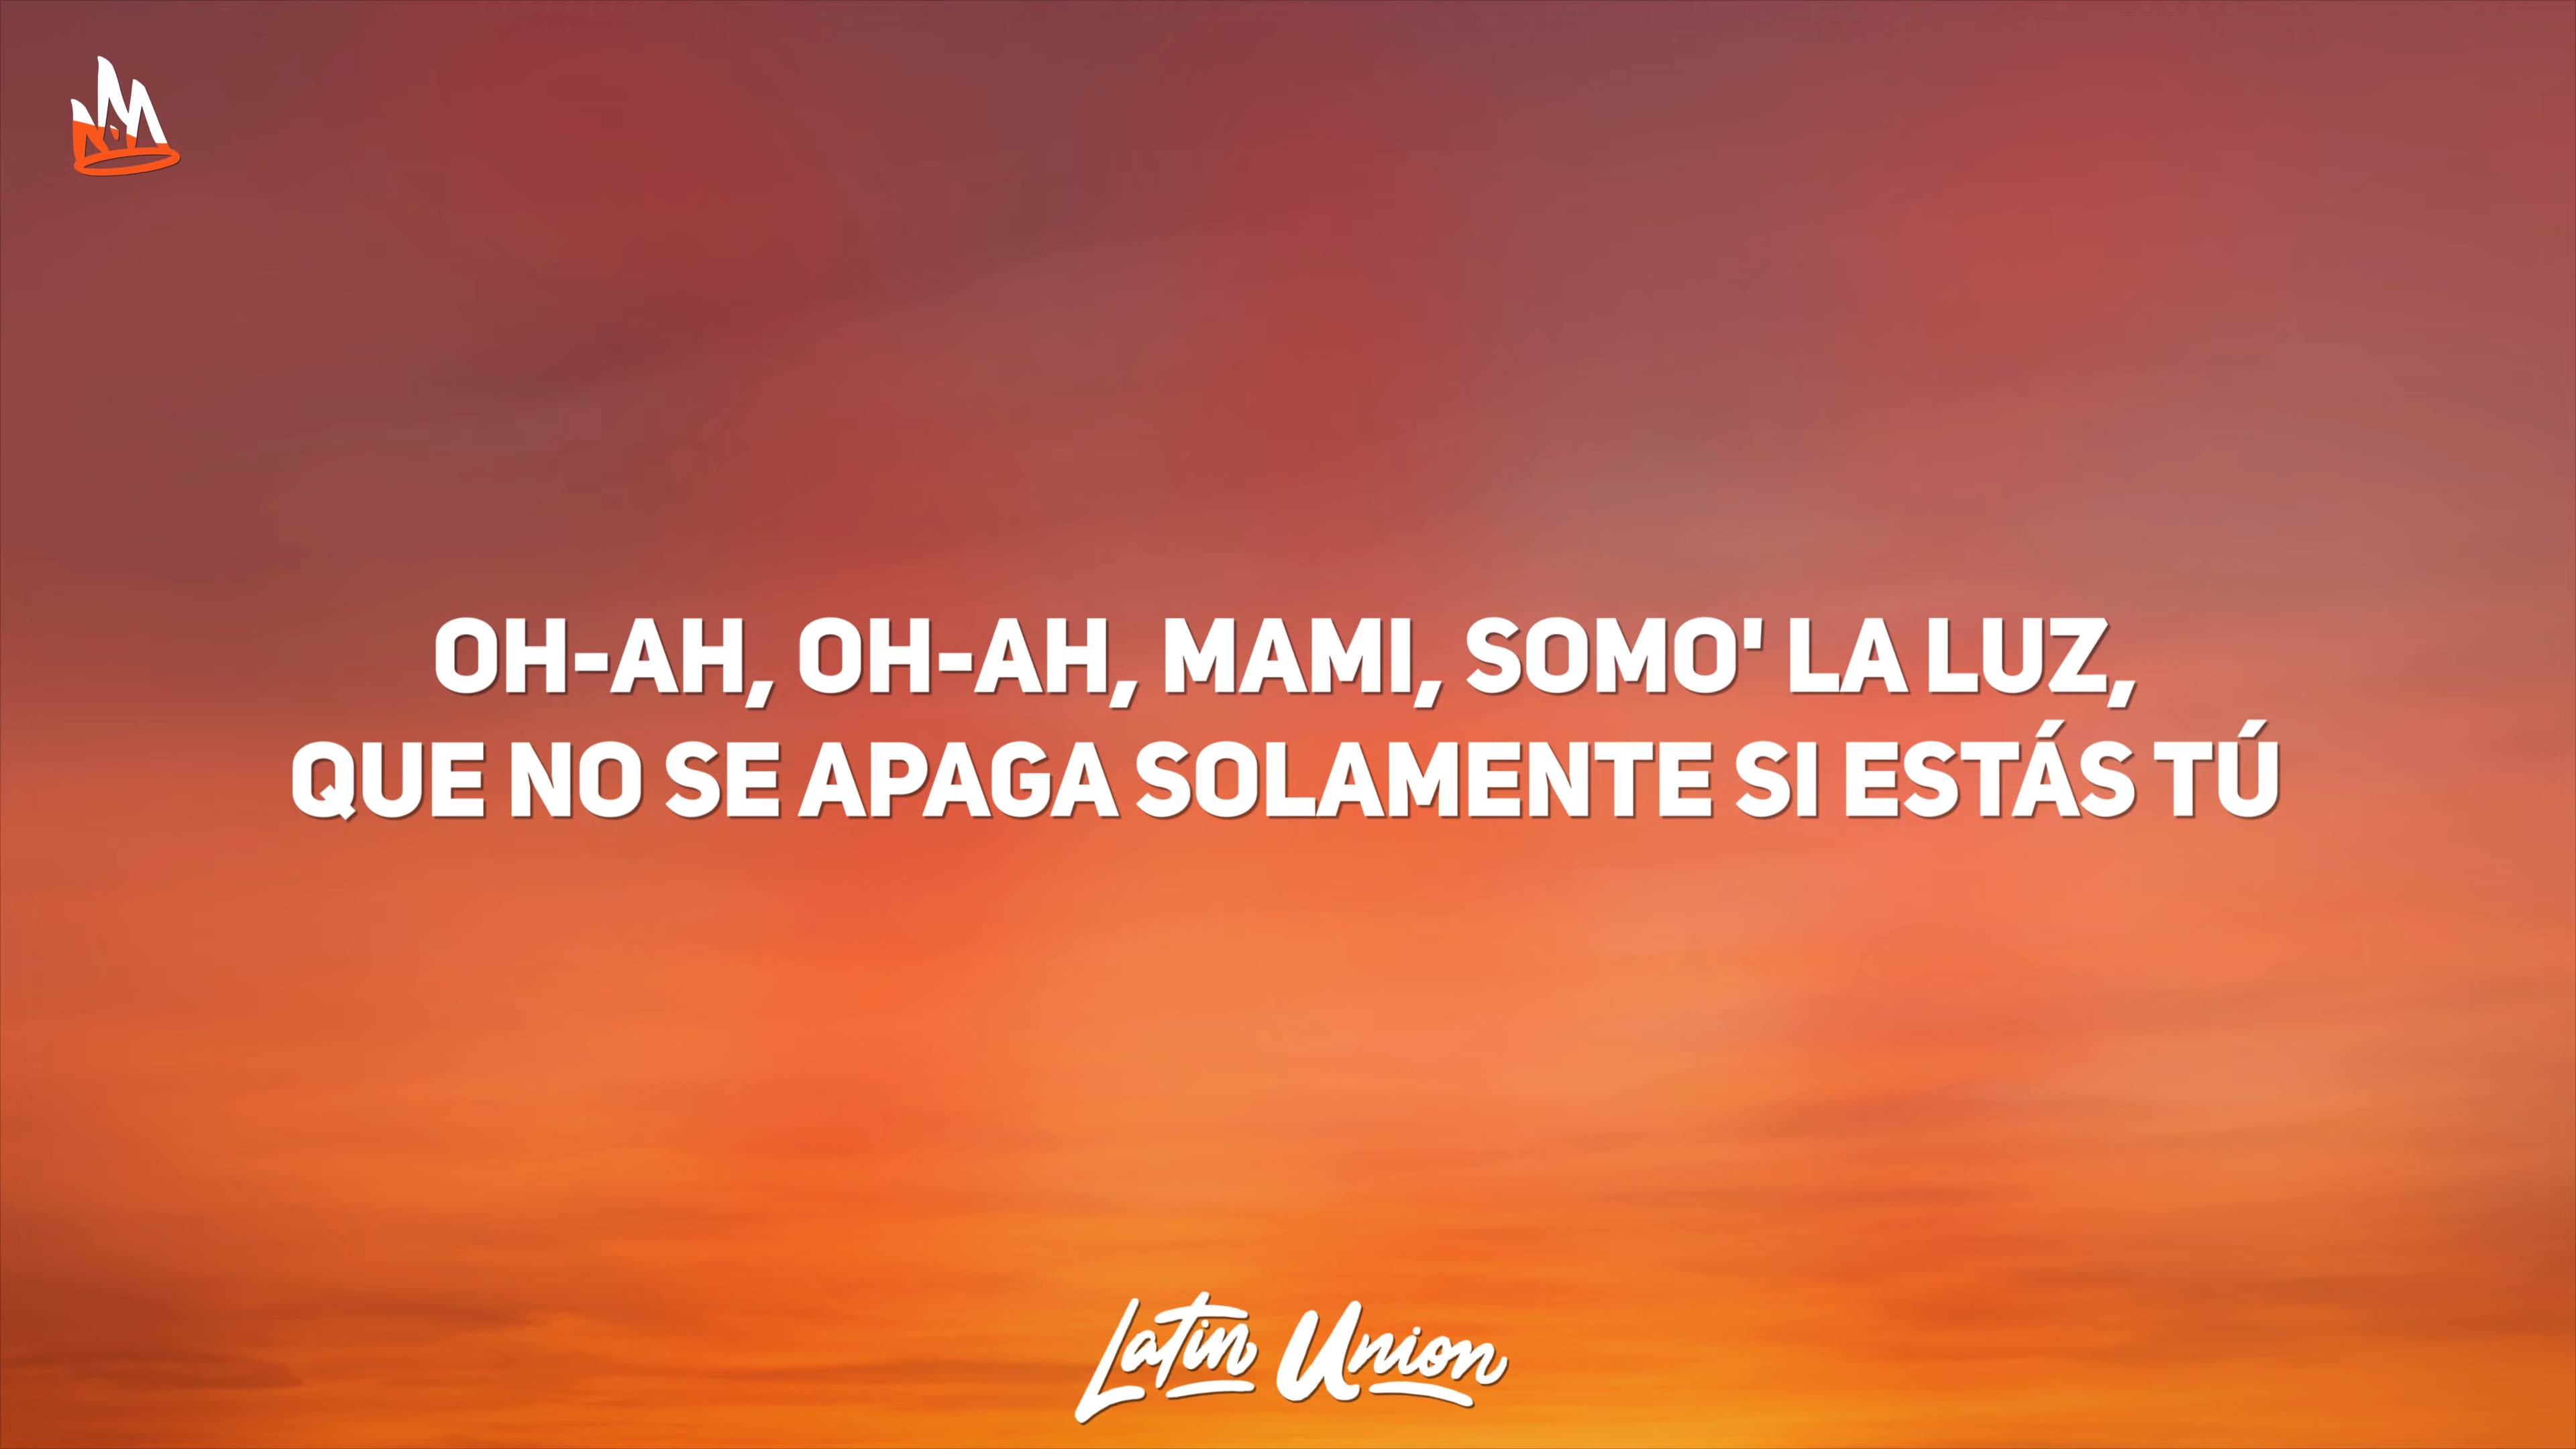 OH-AH, OH-AH, MAMI, SOMO' LA LUZ,
QUE NO SE APAGA SOLAMENTE SI ESTÁS TÚ
Latin Union